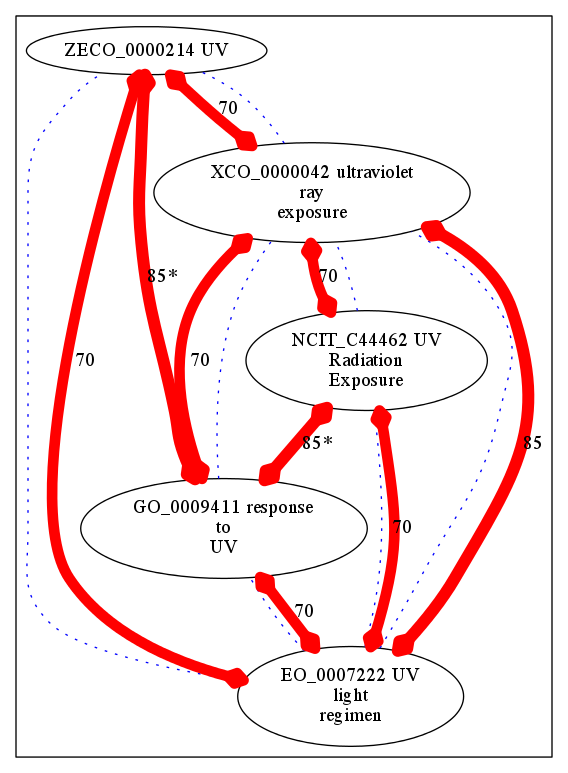 ZECO_0000214 UV
70
XCO_0000042 ultraviolet
ray
exposure
85*
70
NCIT_C44462 UV
Radiation
Exposure
70
70
85*
85
GO_0009411 response
to
UV
70
70
EO_0007222 UV
light
regimen